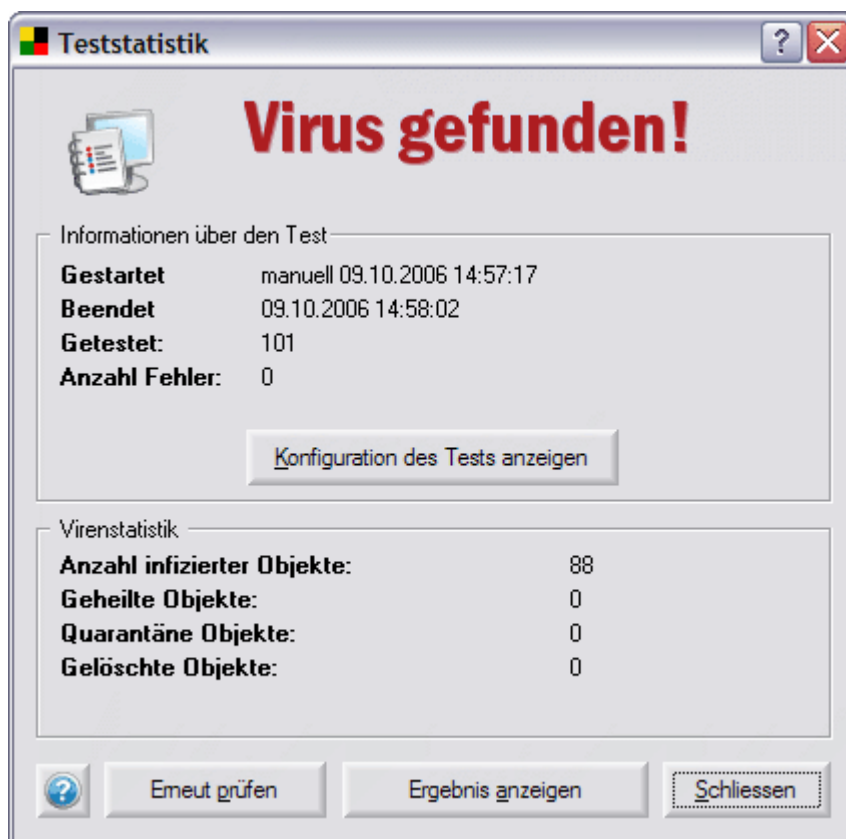 Teststatistik
Virus gefunden!
Informationen über den Test
Gestartet manuell 09.10.2006 14:57:17
Beendet 09.10.2006 14:58:02
Getestet: 101
Anzahl Fehler: 0
Konfiguration des Tests anzeigen
Virenstatistik
Anzahl infizierter Objekte: 88
Geheilte Objekte: 0
Quarantäne Objekte: 0
Gelöschte Objekte: 0
Erneut prüfen Ergebnis anzeigen Schliessen